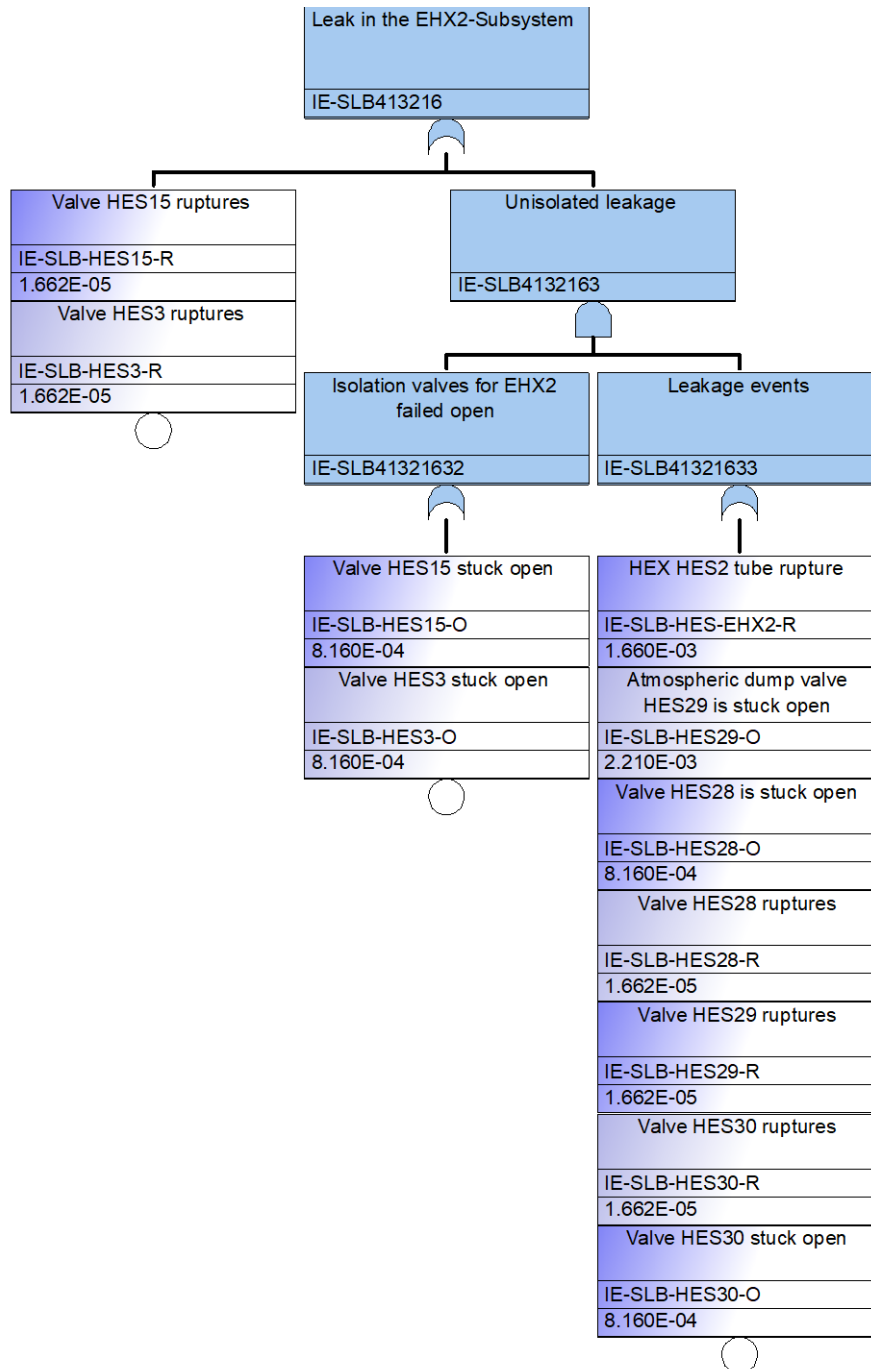 Leak in the EHX2-Subsystem
IE-SLB413216
Valve HES15 ruptures
IE-SLB-HES15-R
1.662E-05
Valve HES3 ruptures
IE-SLB-HES3-R
1.662E-05
Unisolated leakage
IE-SLB4132163
Isolation valves for EHX2
failed open
IE-SLB41321632
Leakage events
IE-SLB41321633
Valve HES15 stuck open
IE-SLB-HES15-O
8.160E-04
Valve HES3 stuck open
IE-SLB-HES3-O
8.160E-04
HEX HES2 tube rupture
IE-SLB-HES-EHX2-R
1.660E-03
Atmospheric dump valve
HES29 is stuck open
IE-SLB-HES29-O
2.210E-03
Valve HES28 is stuck open
IE-SLB-HES28-O
8.160E-04
Valve HES28 ruptures
IE-SLB-HES28-R
1.662E-05
Valve HES29 ruptures
IE-SLB-HES29-R
1.662E-05
Valve HES30 ruptures
IE-SLB-HES30-R
1.662E-05
Valve HES30 stuck open
IE-SLB-HES30-O
8.160E-04